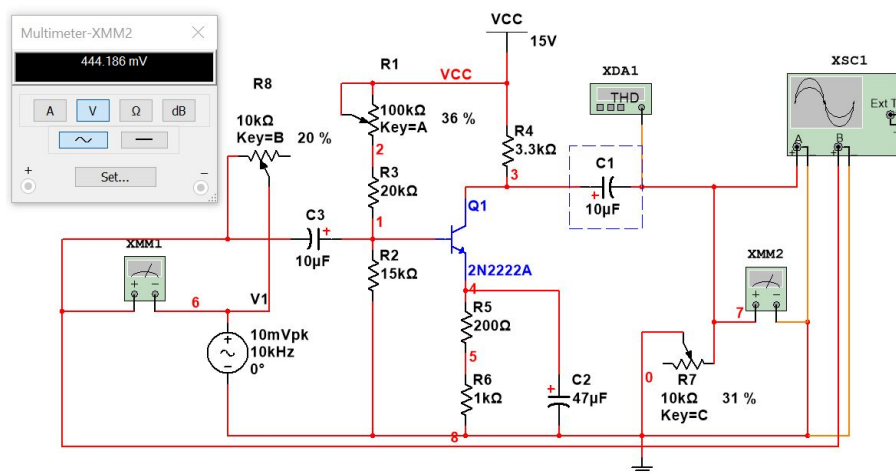 Multimeter-XMM2
444.186 mV
A
V
Ω
dB
Set...
+
−
VCC
15V
R1
VCC
100kΩ
Key=A
36 %
2
R8
10kΩ
Key=B
20 %
R3
20kΩ
R4
3.3kΩ
3
XDA1
THD
XSC1
Ext T
A
B
C1
+
10µF
Q1
2N2222A
C3
+
10µF
1
R2
15kΩ
XMM1
+
−
6
V1
10mVpk
10kHz
0°
4
R5
200Ω
5
R6
1kΩ
C2
+
47µF
XMM2
+
−
7
0
R7
10kΩ
Key=C
31 %
8